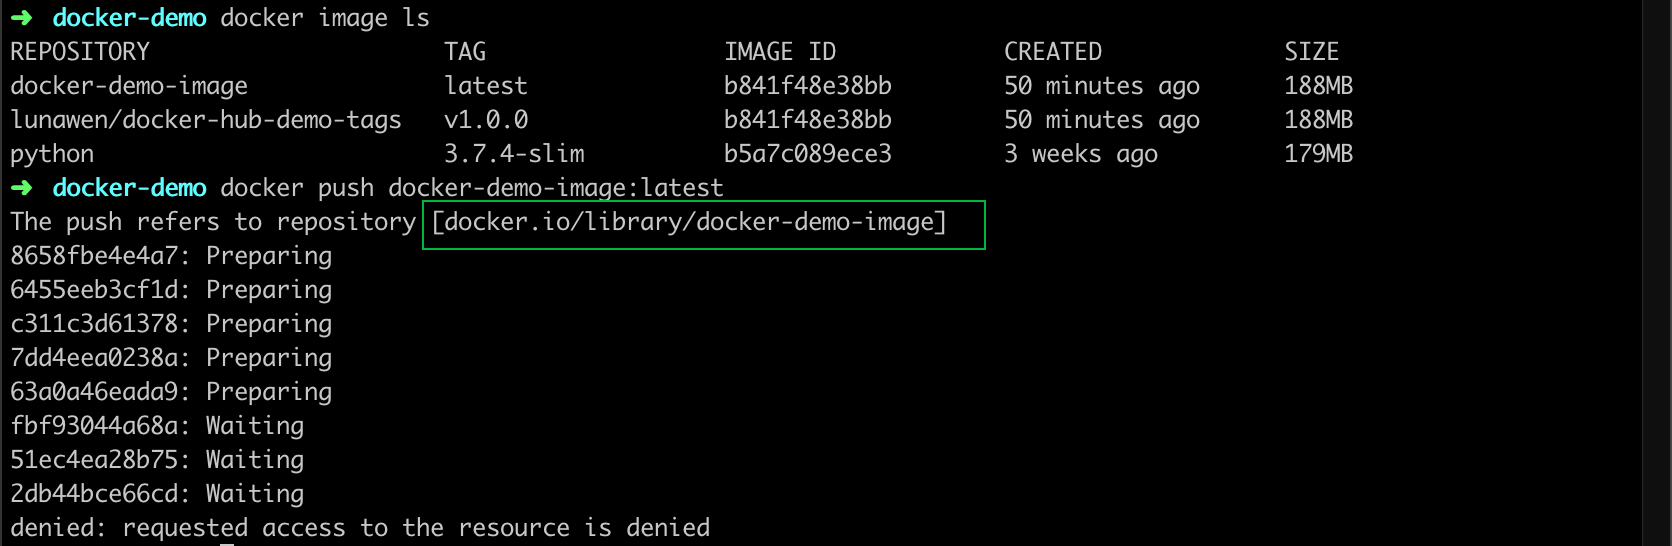 ➜ docker-demo docker image ls
REPOSITORY TAG IMAGE ID CREATED SIZE
docker-demo-image latest b841f48e38bb 50 minutes ago 188MB
lunawen/docker-hub-demo-tags v1.0.0 b841f48e38bb 50 minutes ago 188MB
python 3.7.4-slim b5a7c089ece3 3 weeks ago 179MB
➜ docker-demo docker push docker-demo-image:latest
The push refers to repository [docker.io/library/docker-demo-image]
8658fbe4e4a7: Preparing
6455eeb3cf1d: Preparing
c311c3d61378: Preparing
7dd4eea0238a: Preparing
63a0a46eada9: Preparing
fbf93044a68a: Waiting
51ec4ea28b75: Waiting
2db44bce66cd: Waiting
denied: requested access to the resource is denied